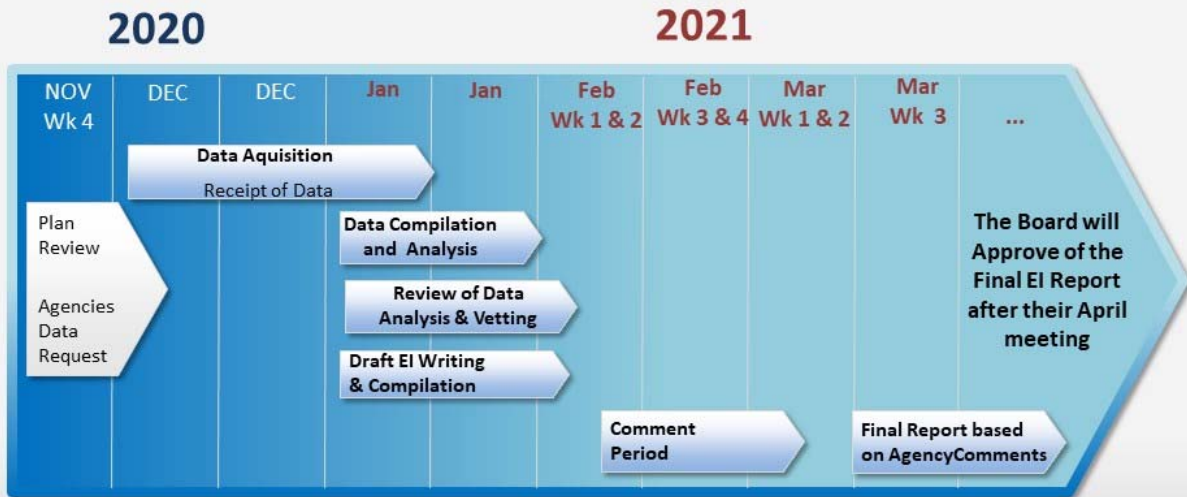 2020
2021
NOV
Wk 4
DEC
DEC
Jan
Jan
Feb
Wk 1 & 2
Feb
Wk 3 & 4
Mar
Wk 1 & 2
Mar
Wk 3
...
Data Aquisition
Receipt of Data
Plan
Review
Agencies
Data
Request
Data Compilation
and Analysis
Review of Data
Analysis & Vetting
Draft EI Writing
& Compilation
Comment
Period
Final Report based
on AgencyComments
The Board will
Approve of the
Final EI Report
after their April
meeting